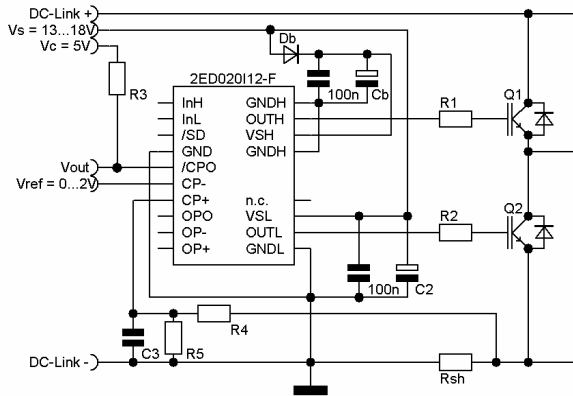 DC-Link +
Vs = 13...18V
Vc = 5V
Db
2ED020I12-F
R3
100n
Cb
R1
Q1
InH
GNDH
InL
OUTH
/SD
VSH
GND
GNDH
Vout
/CPO
Vref = 0...2V
CP-
CP+
n.c.
OPO
VSL
R2
Q2
OP-
OUTL
OP+
GNDL
100n
C2
R4
C3
R5
DC-Link -
Rsh